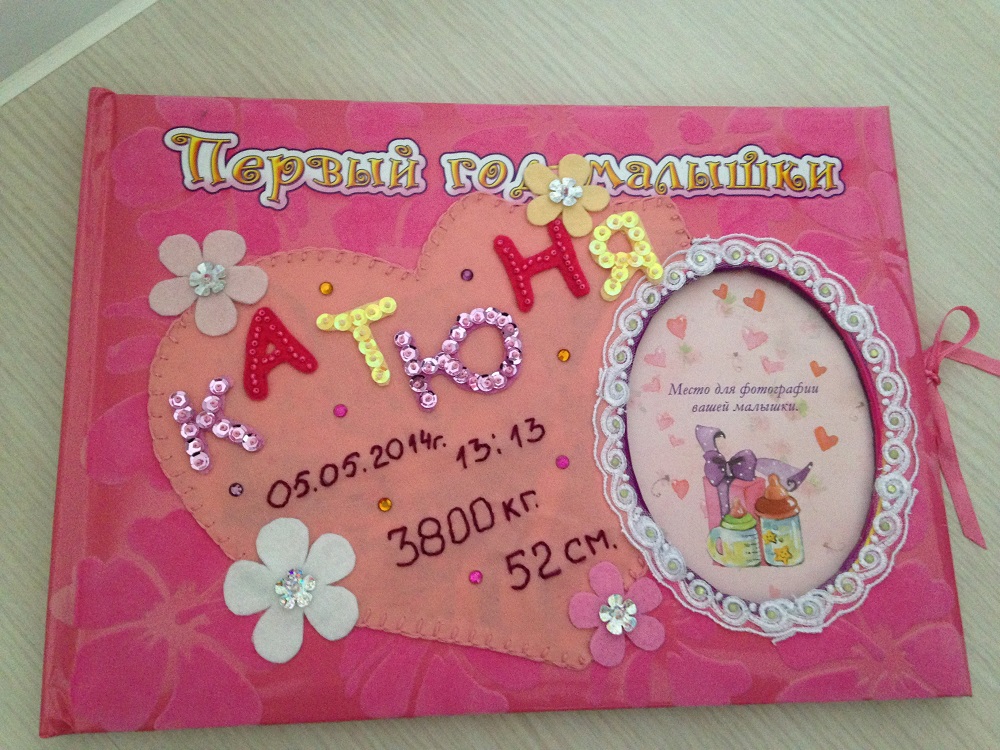 Первый год малышки
КАТЮНЯ
05.05.2014г. 13:13
3800кг.
52см.
Место для фотографии
вашей малышки.